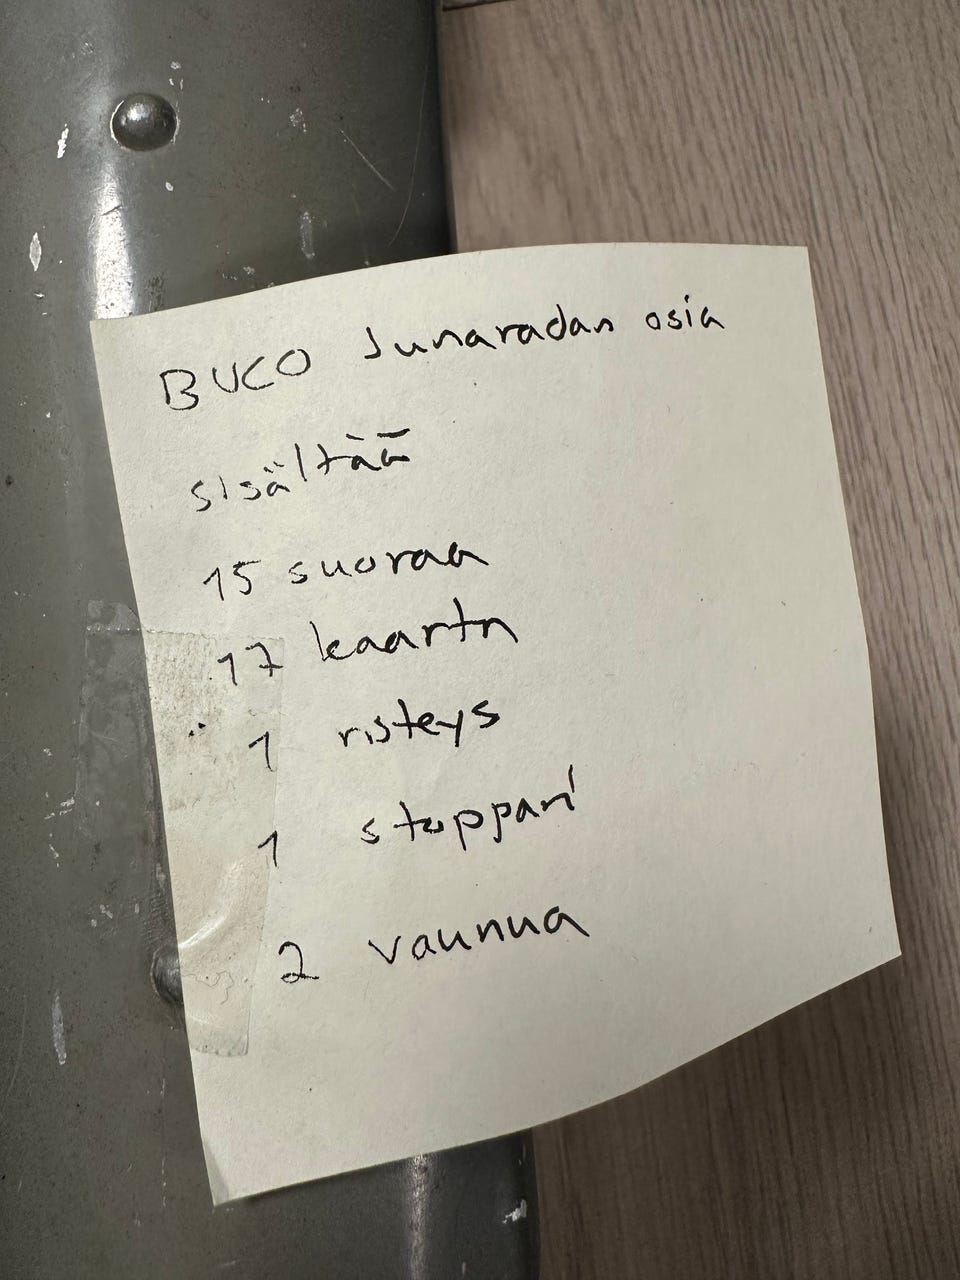 BUCO Junaradan osia
sisältää
15 suoraa
17 kaarta
1 risteys
1 stoppari
2 vaunua